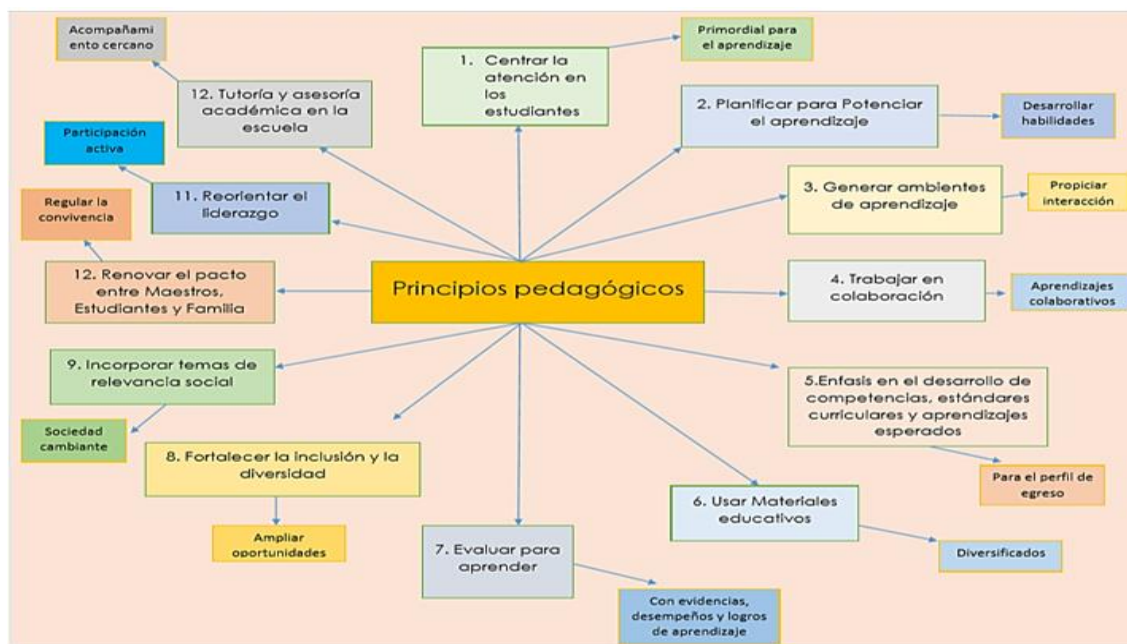 Principios pedagógicos
1. Centrar la
atención en
los
estudiantes
Primordial para
el aprendizaje
2. Planificar para Potenciar
el aprendizaje
Desarrollar
habilidades
3. Generar ambientes
de aprendizaje
Propiciar
interacción
4. Trabajar en
colaboración
Aprendizajes
colaborativos
5.Enfasis en el desarrollo de
competencias, estándares
curriculares y aprendizajes
esperados
Para el perfil de
egreso
6. Usar Materiales
educativos
Diversificados
7. Evaluar para
aprender
Con evidencias,
desempeños y logros
de aprendizaje
8. Fortalecer la inclusión y la
diversidad
Ampliar
oportunidades
9. Incorporar temas de
relevancia social
Sociedad
cambiante
12. Renovar el pacto
entre Maestros,
Estudiantes y Familia
Regular la
convivencia
11. Reorientar el
liderazgo
Participación
activa
12. Tutoría y asesoría
académica en la
escuela
Acompañami
ento cercano